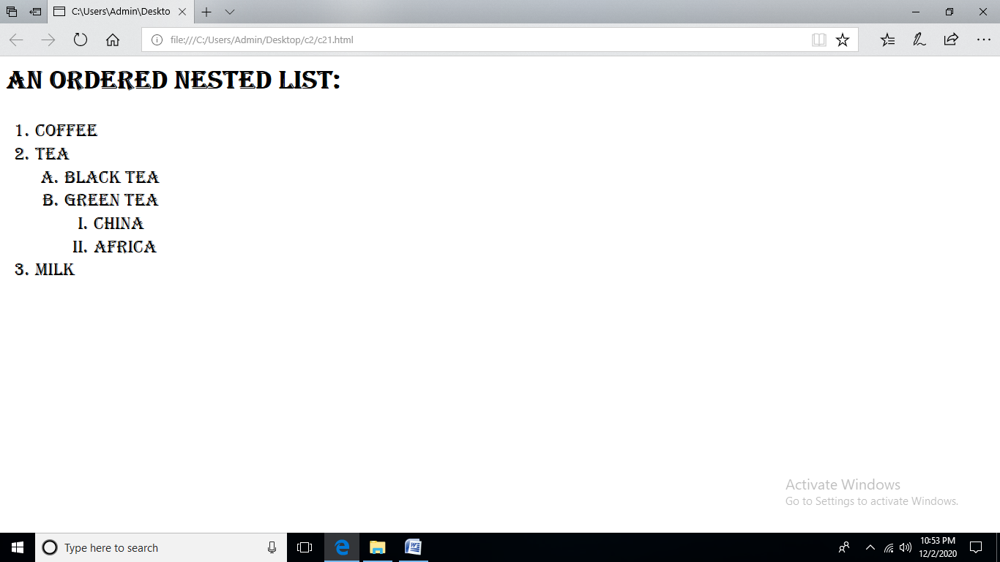 C:\Users\Admin\Deskto
file:///C:/Users/Admin/Desktop/c2/c21.html
AN ORDERED NESTED LIST:
1. COFFEE
2. TEA
A. BLACK TEA
B. GREEN TEA
I. CHINA
II. AFRICA
3. MILK
Activate Windows
Go to Settings to activate Windows.
Type here to search
10:53 PM
12/2/2020